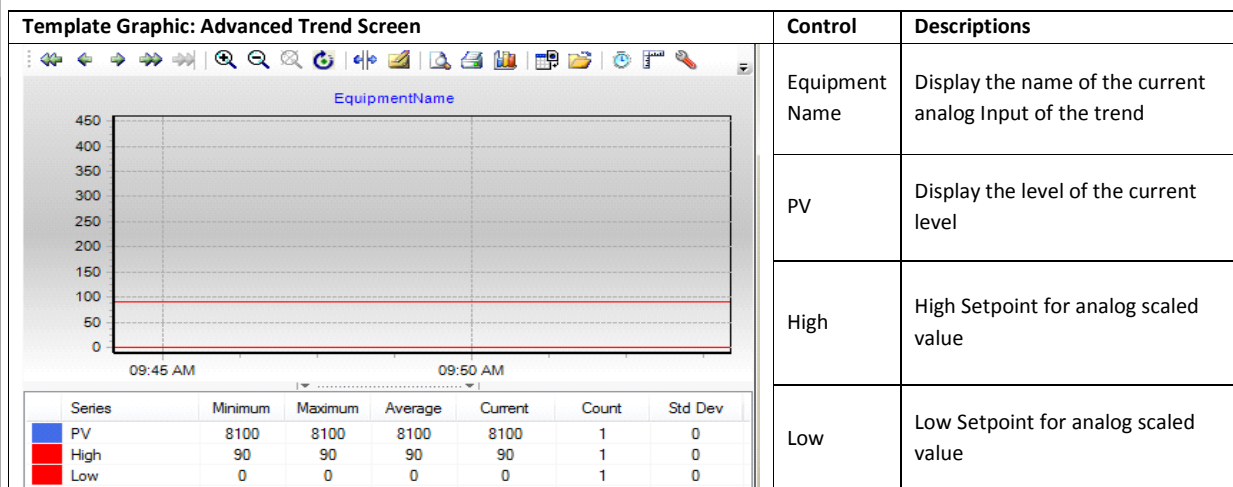 Template Graphic: Advanced Trend Screen Control Descriptions
EquipmentName
450
400
350
300
250
200
150
100
50
0
09:45 AM 09:50 AM
Series Minimum Maximum Average Current Count Std Dev
PV 8100 8100 8100 8100 1 0
High 90 90 90 90 1 0
Low 0 0 0 0 1 0
Equipment
Name
Display the name of the current
analog Input of the trend
PV
Display the level of the current
level
High
High Setpoint for analog scaled
value
Low
Low Setpoint for analog scaled
value